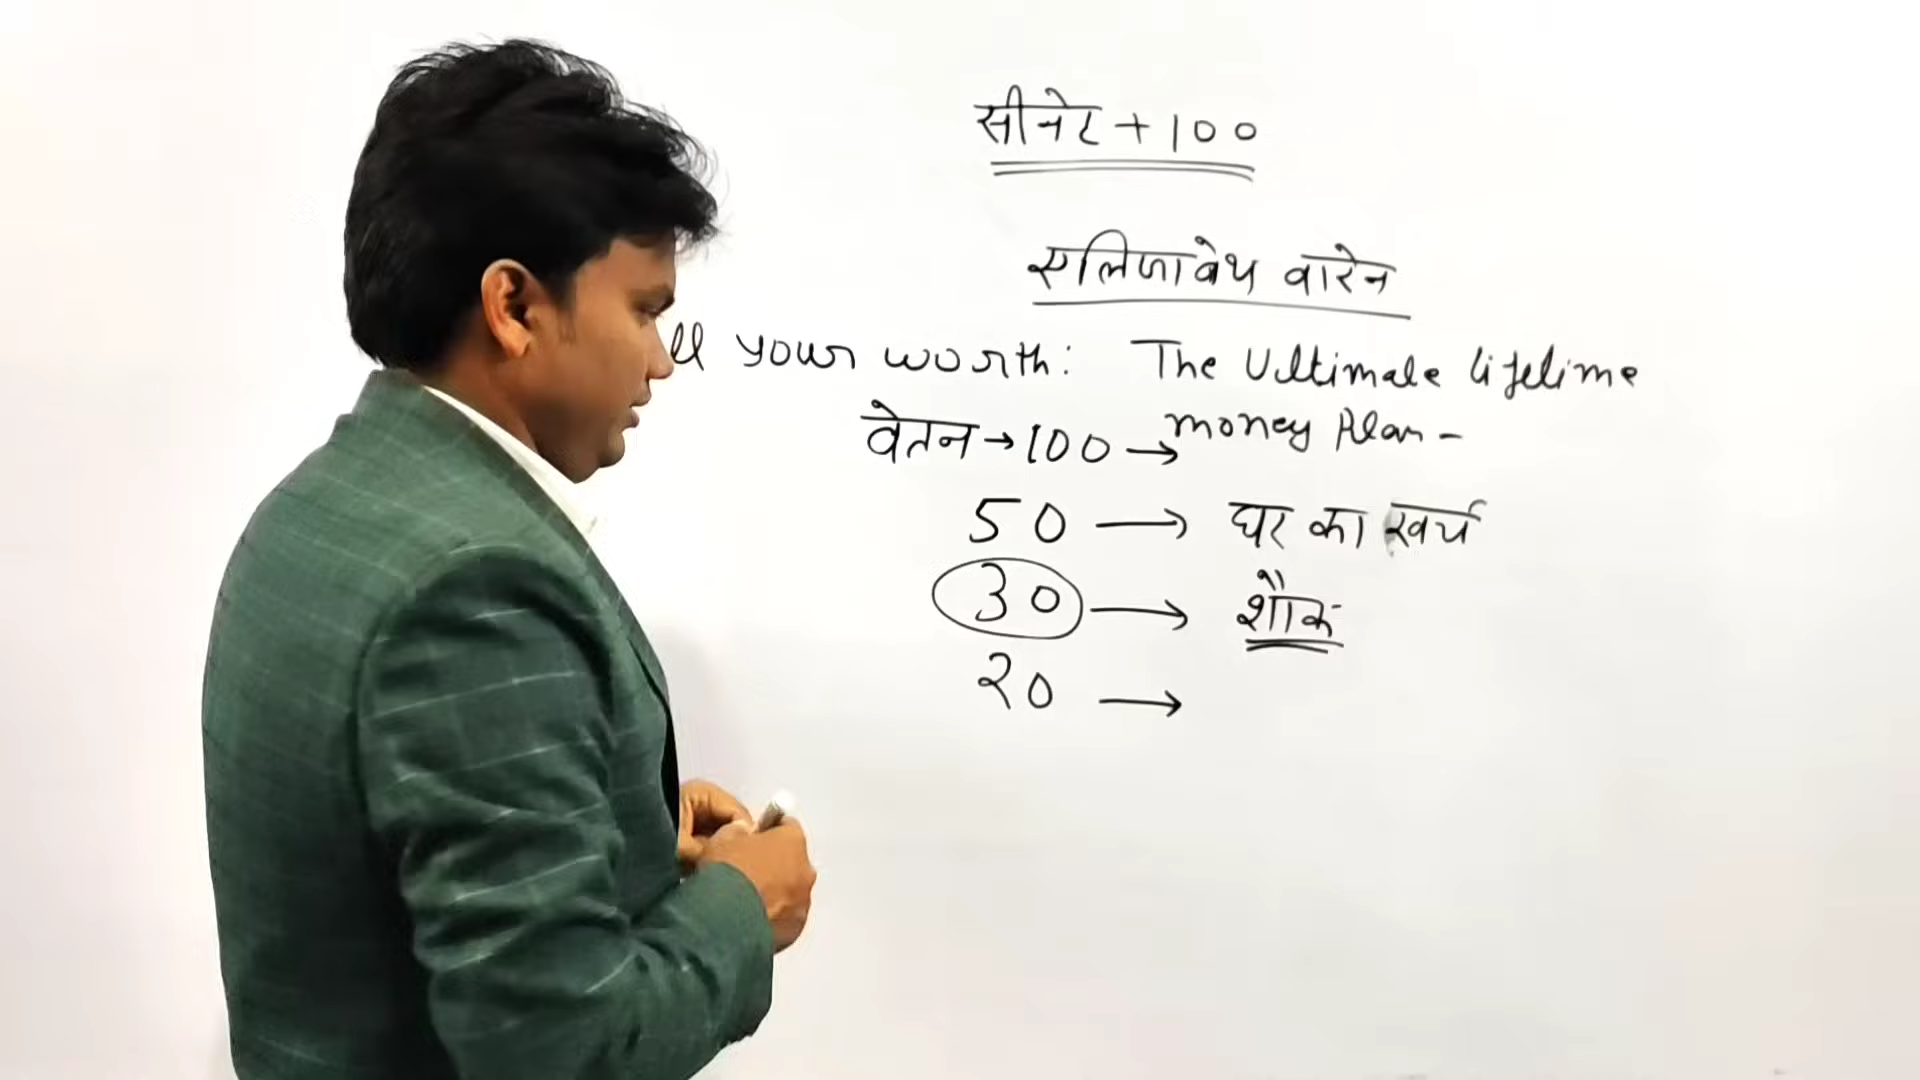 सीनेट + 100
एलिजाबेथ वारेन
ll your worth: The Ultimate lifetime
money Plan -
वेतन → 100 →
50 → घर का खर्च
30 → शौक
20 →